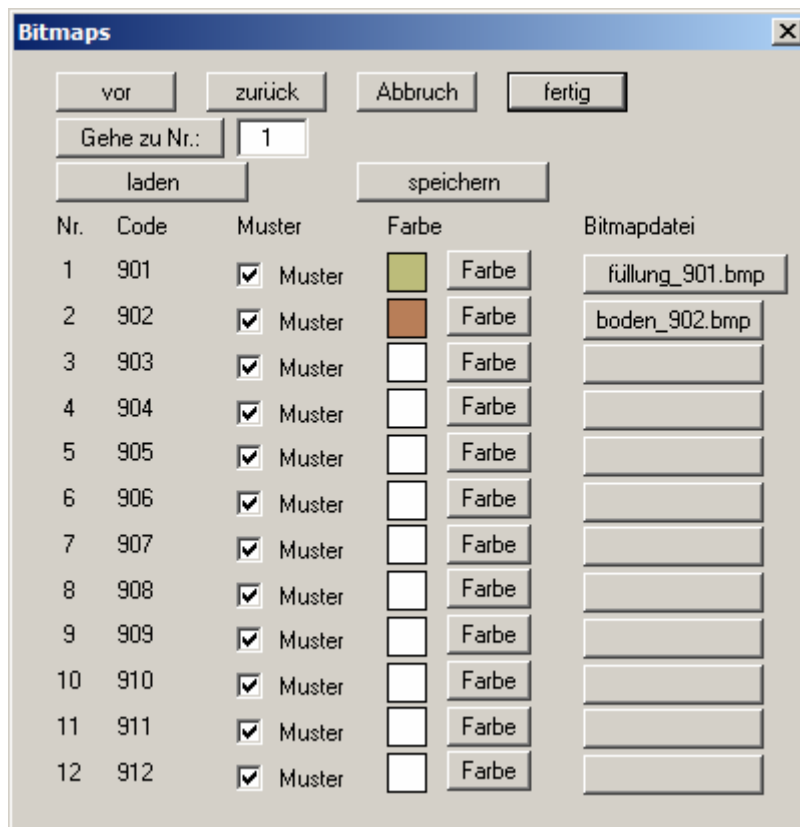 Bitmaps
vor zurück Abbruch fertig
Gehe zu Nr.: 1
laden speichern
Nr. Code Muster Farbe Bitmapdatei
1 901 Muster Farbe füllung_901.bmp
2 902 Muster Farbe boden_902.bmp
3 903 Muster Farbe
4 904 Muster Farbe
5 905 Muster Farbe
6 906 Muster Farbe
7 907 Muster Farbe
8 908 Muster Farbe
9 909 Muster Farbe
10 910 Muster Farbe
11 911 Muster Farbe
12 912 Muster Farbe